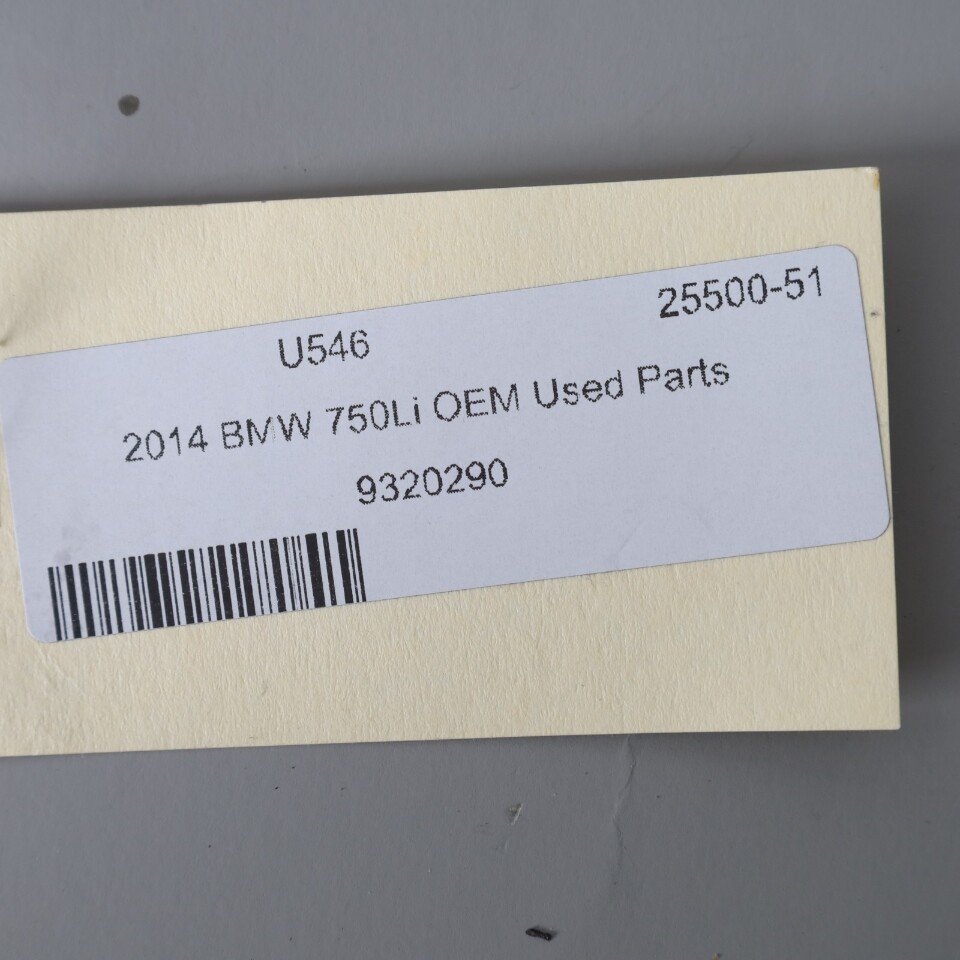 U546 25500-51
2014 BMW 750Li OEM Used Parts
9320290